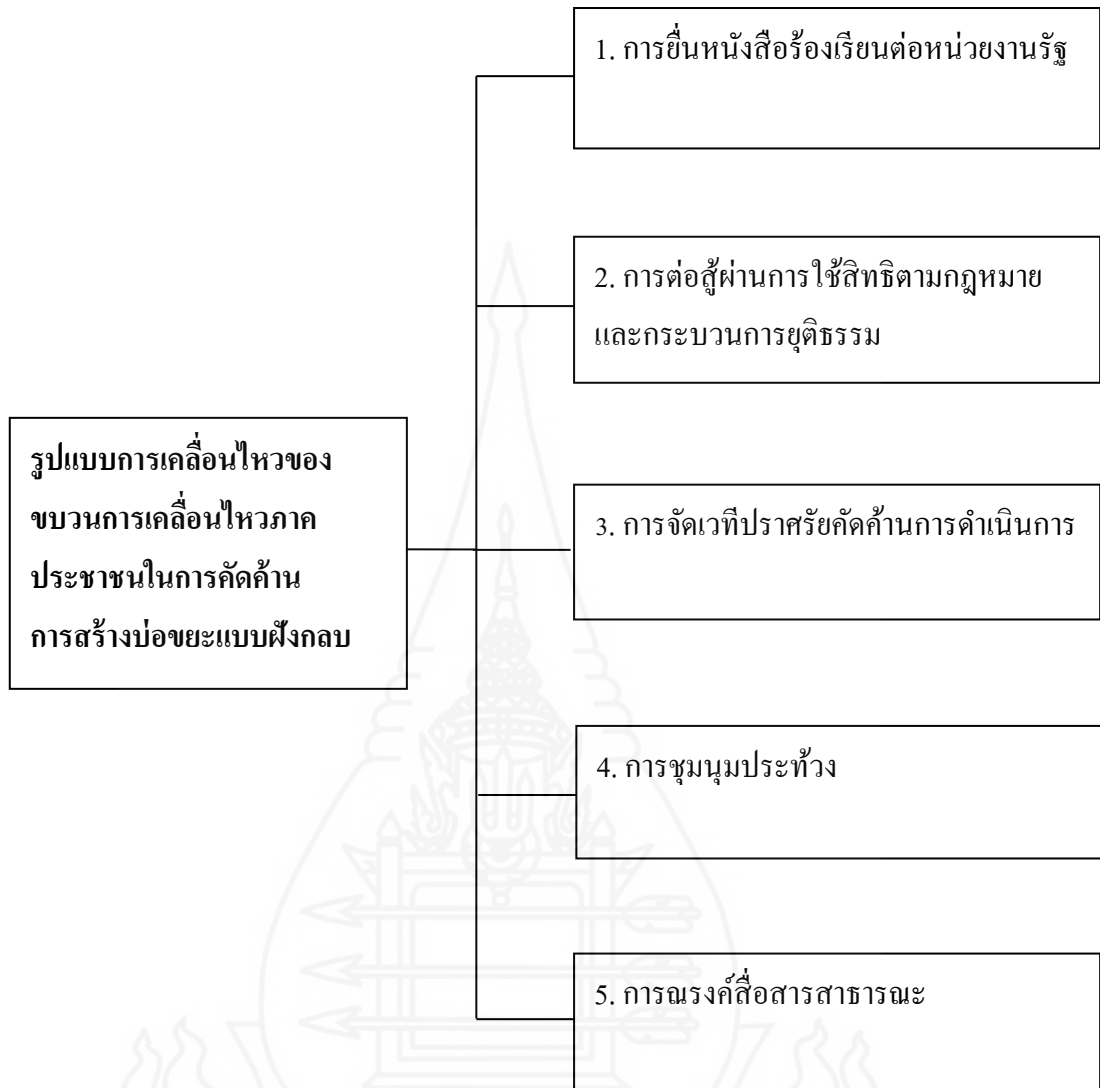 1. การยื่นหนังสือร้องเรียนต่อหน่วยงานรัฐ
2. การต่อสู้ผ่านการใช้สิทธิตามกฎหมาย
และกระบวนการยุติธรรม
รูปแบบการเคลื่อนไหวของ
ขบวนการเคลื่อนไหวภาค
ประชาชนในการคัดค้าน
การสร้างบ่อขยะแบบฝังกลบ
3. การจัดเวทีปราศรัยคัดค้านการดำเนินการ
4. การชุมนุมประท้วง
5. การณรงค์สื่อสารสาธารณะ